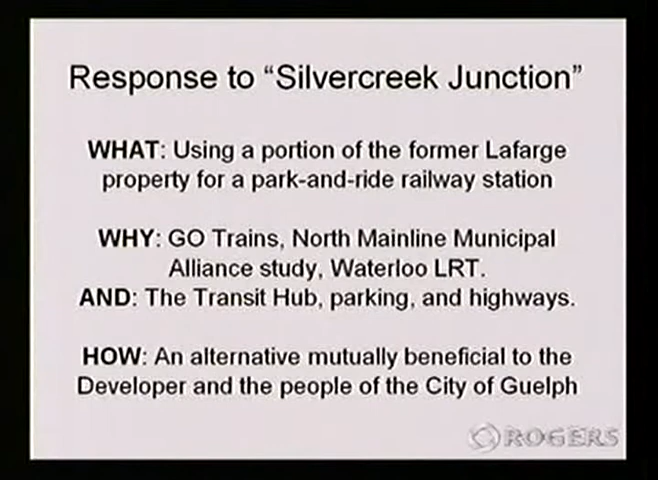 Response to “Silvercreek Junction”
WHAT: Using a portion of the former Lafarge
property for a park-and-ride railway station
WHY: GO Trains, North Mainline Municipal
Alliance study, Waterloo LRT.
AND: The Transit Hub, parking, and highways.
HOW: An alternative mutually beneficial to the
Developer and the people of the City of Guelph
ROGERS